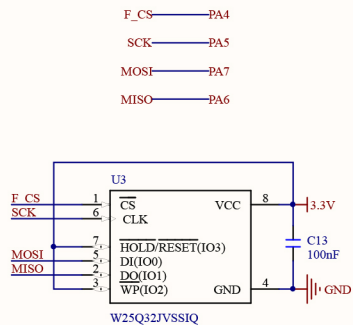 F_CS PA4
SCK PA5
MOSI PA7
MISO PA6
U3
F_CS 1 CS VCC 8 3.3V
SCK 6 CLK
7 HOLD/RESET(IO3) C13
MOSI 5 DI(IO0) 100nF
MISO 2 DO(IO1)
3 WP(IO2) GND 4 GND
W25Q32JVSSIQ